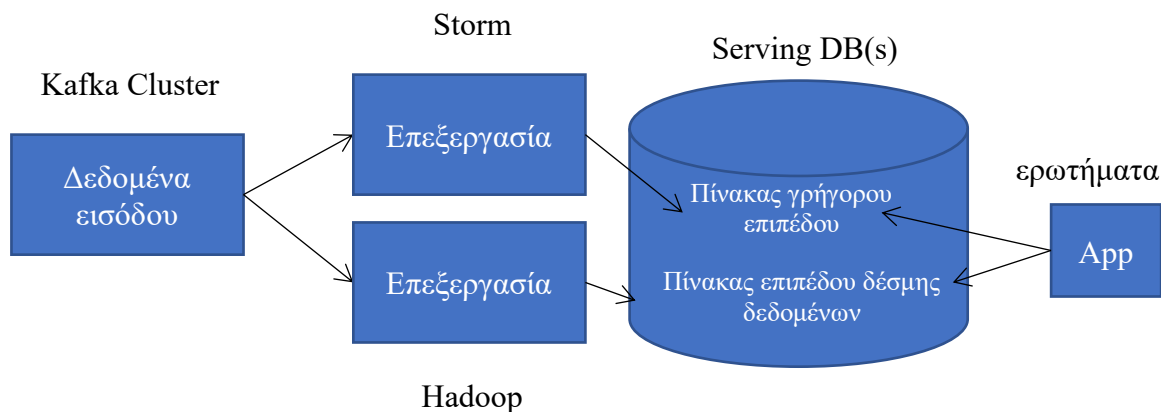 Storm
Serving DB(s)
Kafka Cluster
Επεξεργασία
Δεδομένα
εισόδου
ερωτήματα
Πίνακας γρήγορου
επιπέδου
App
Επεξεργασία
Πίνακας επιπέδου δέσμης
δεδομένων
Hadoop